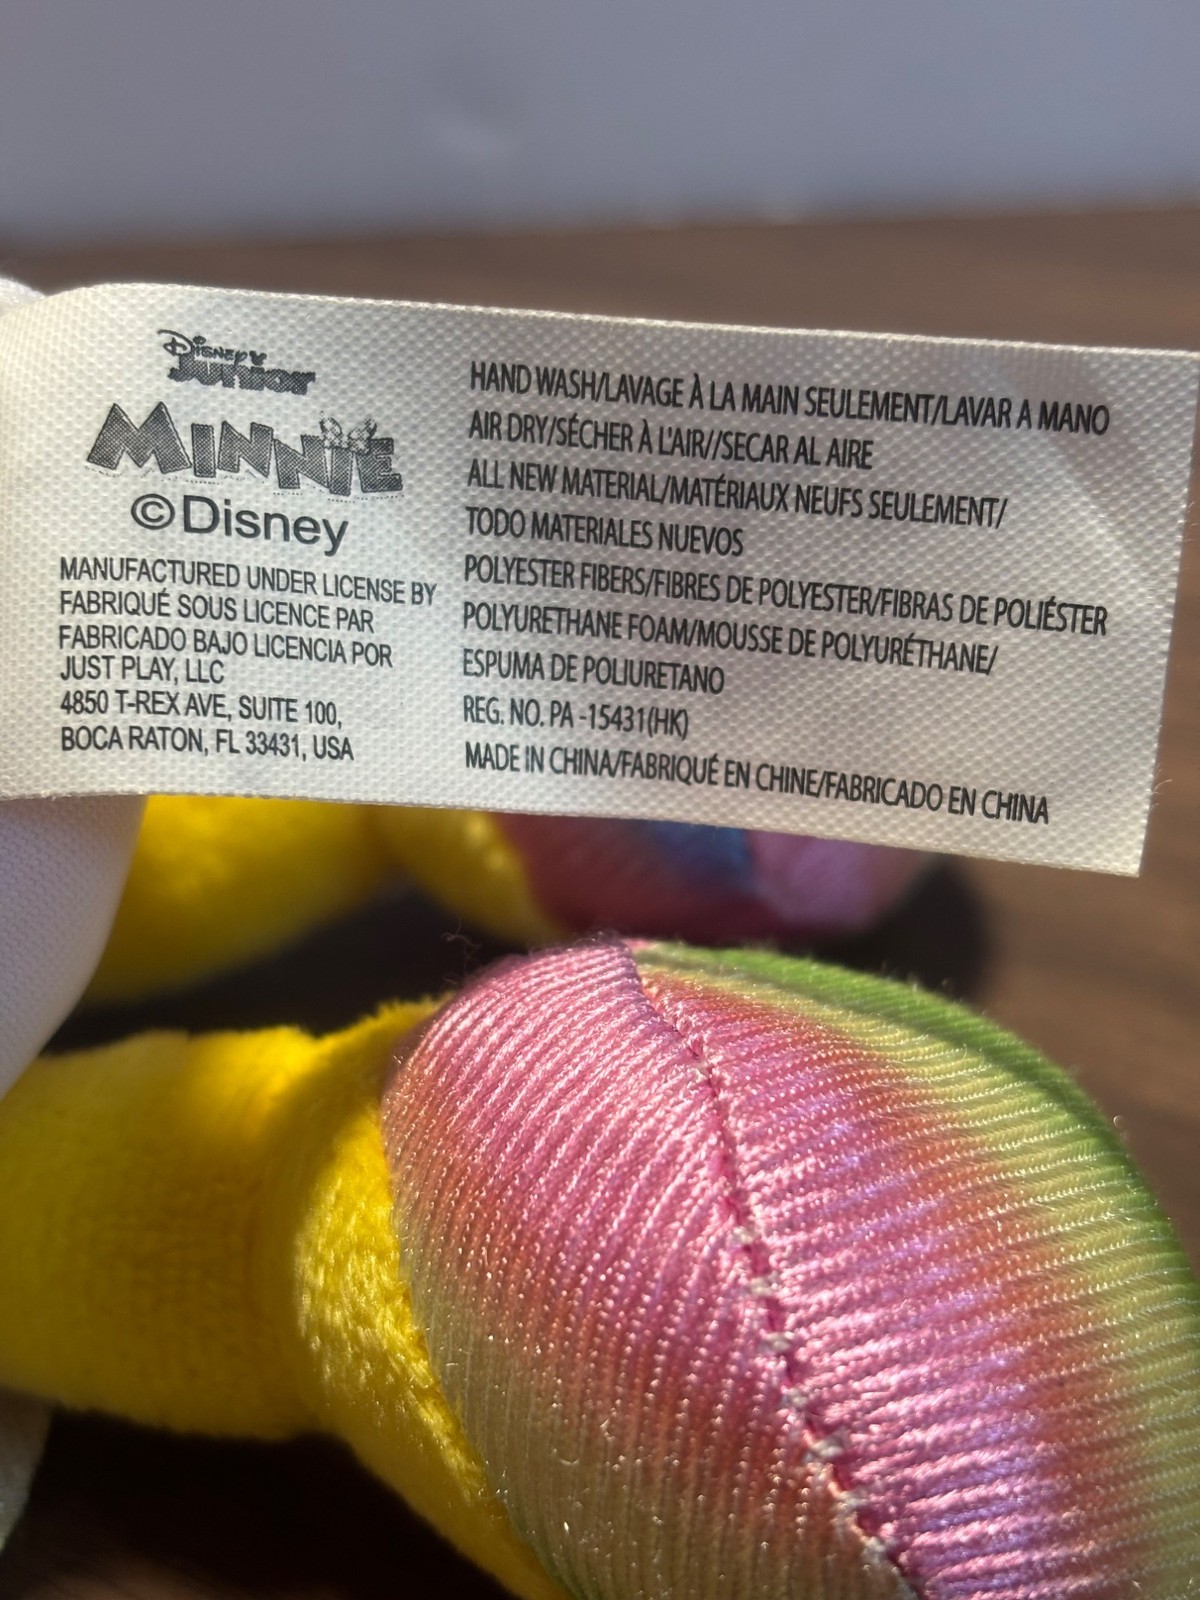 Disney
JUNIOR
MINNIE
©Disney
MANUFACTURED UNDER LICENSE BY
FABRIQUÉ SOUS LICENCE PAR
FABRICADO BAJO LICENCIA POR
JUST PLAY, LLC
4850 T-REX AVE, SUITE 100,
BOCA RATON, FL 33431, USA
HAND WASH/LAVAGE À LA MAIN SEULEMENT/LAVAR A MANO
AIR DRY/SÉCHER À L'AIR//SECAR AL AIRE
ALL NEW MATERIAL/MATÉRIAUX NEUFS SEULEMENT/
TODO MATERIALES NUEVOS
POLYESTER FIBERS/FIBRES DE POLYESTER/FIBRAS DE POLIÉSTER
POLYURETHANE FOAM/MOUSSE DE POLYURÉTHANE/
ESPUMA DE POLIURETANO
REG. NO. PA -15431(HK)
MADE IN CHINA/FABRIQUÉ EN CHINE/FABRICADO EN CHINA